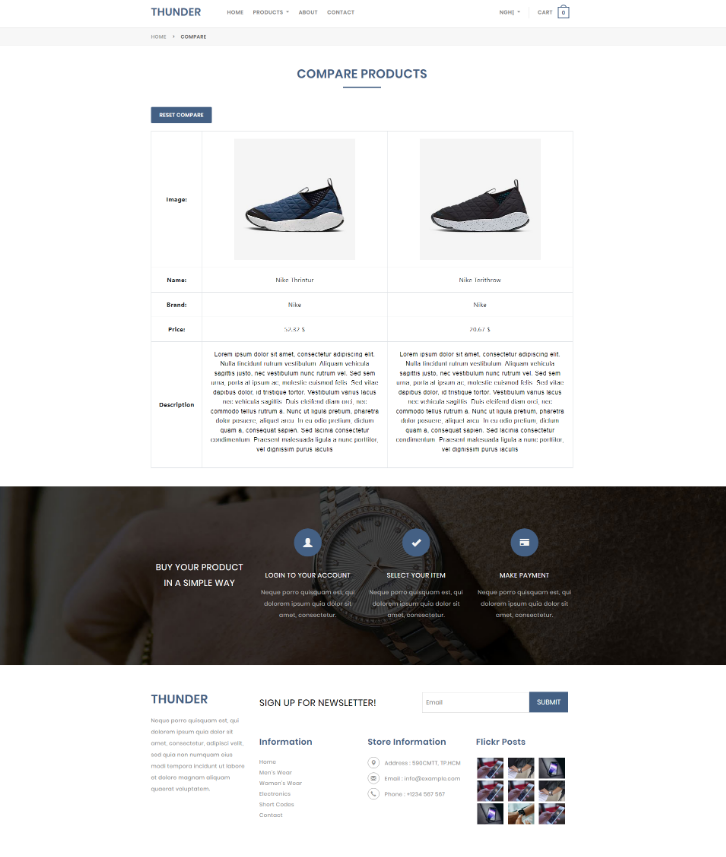 THUNDER
HOME PRODUCTS ABOUT CONTACT
NGHJ CART 0
HOME > COMPARE
COMPARE PRODUCTS
RESET COMPARE
Image:
Name: Nike Thrintur Nike Terithrow
Brand: Nike Nike
Price: 52.32 $ 20.67 $
Description
Lorem ipsum dolor sit amet, consectetur adipiscing elit.
Nulla tincidunt rutrum vestibulum. Aliquam vehicula
sagittis justo, nec vestibulum nunc rutrum vel. Sed sem
urna, porta at ipsum ac, molestie euismod felis. Sed vitae
dapibus dolor, id tristique tortor. Vestibulum varius lacus
nec vehicula sagittis. Duis eleifend diam orci, nec
commodo tellus rutrum a. Nunc ut ligula pretium, pharetra
dolor posuere, aliquet arcu. In eu odio pretium, dictum
quam a, consequat sapien. Sed lacinia consectetur
condimentum. Praesent malesuada ligula a nunc porttitor,
vel dignissim purus iaculis
Lorem ipsum dolor sit amet, consectetur adipiscing elit.
Nulla tincidunt rutrum vestibulum. Aliquam vehicula
sagittis justo, nec vestibulum nunc rutrum vel. Sed sem
urna, porta at ipsum ac, molestie euismod felis. Sed vitae
dapibus dolor, id tristique tortor. Vestibulum varius lacus
nec vehicula sagittis. Duis eleifend diam orci, nec
commodo tellus rutrum a. Nunc ut ligula pretium, pharetra
dolor posuere, aliquet arcu. In eu odio pretium, dictum
quam a, consequat sapien. Sed lacinia consectetur
condimentum. Praesent malesuada ligula a nunc porttitor,
vel dignissim purus iaculis
BUY YOUR PRODUCT
IN A SIMPLE WAY
LOGIN TO YOUR ACCOUNT
Neque porro quisquam est, qui
dolorem ipsum quia dolor sit
amet, consectetur.
SELECT YOUR ITEM
Neque porro quisquam est, qui
dolorem ipsum quia dolor sit
amet, consectetur.
MAKE PAYMENT
Neque porro quisquam est, qui
dolorem ipsum quia dolor sit
amet, consectetur.
THUNDER
Neque porro quisquam est, qui
dolorem ipsum quia dolor sit
amet, consectetur, adipisci velit,
sed quia non numquam eius
modi tempora incidunt ut labore
et dolore magnam aliquam
quaerat voluptatem.
SIGN UP FOR NEWSLETTER!
Email SUBMIT
Information
Home
Men's Wear
Women's Wear
Electronics
Short Codes
Contact
Store Information
Address : 590CMT1, TP.HCM
Email : info@example.com
Phone : +1234 567 567
Flickr Posts